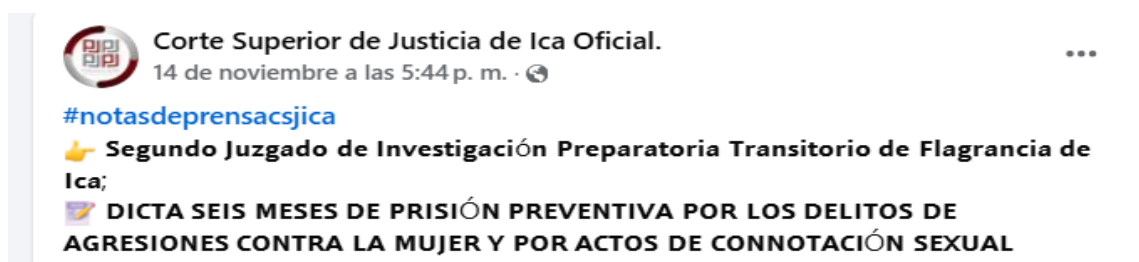 PJPJ
PJPJ
Corte Superior de Justicia de Ica Oficial.
14 de noviembre a las 5:44 p. m. ·
#notasdeprensacsjica
👉 Segundo Juzgado de Investigación Preparatoria Transitorio de Flagrancia de
Ica;
📝 DICTA SEIS MESES DE PRISIÓN PREVENTIVA POR LOS DELITOS DE
AGRESIONES CONTRA LA MUJER Y POR ACTOS DE CONNOTACIÓN SEXUAL